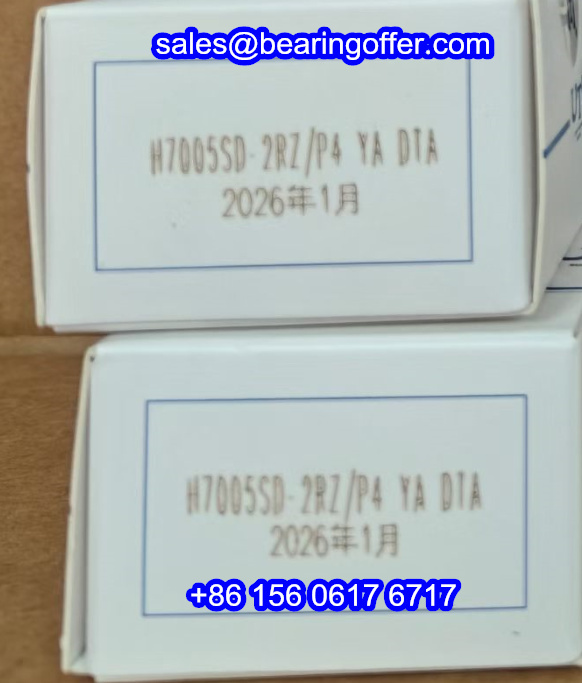 sales@bearingoffer.com
H7005SD-2RZ/P4 YA DTA
2026年1月
H7005SD-2RZ/P4 YA DTA
2026年1月
+86 156 0617 6717